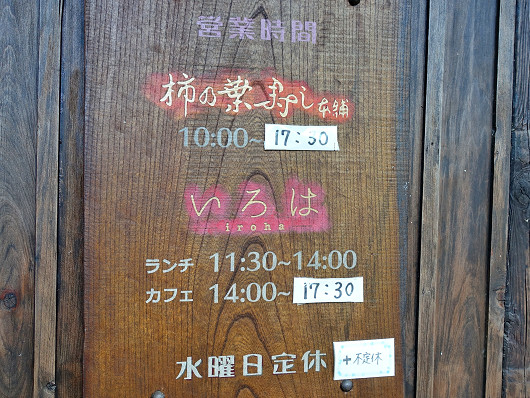 営業時間
柿の葉寿し本舗
10:00~17:30
いろは
iroha
ランチ 11:30~14:00
カフェ 14:00~17:30
水曜日定休 +不定休